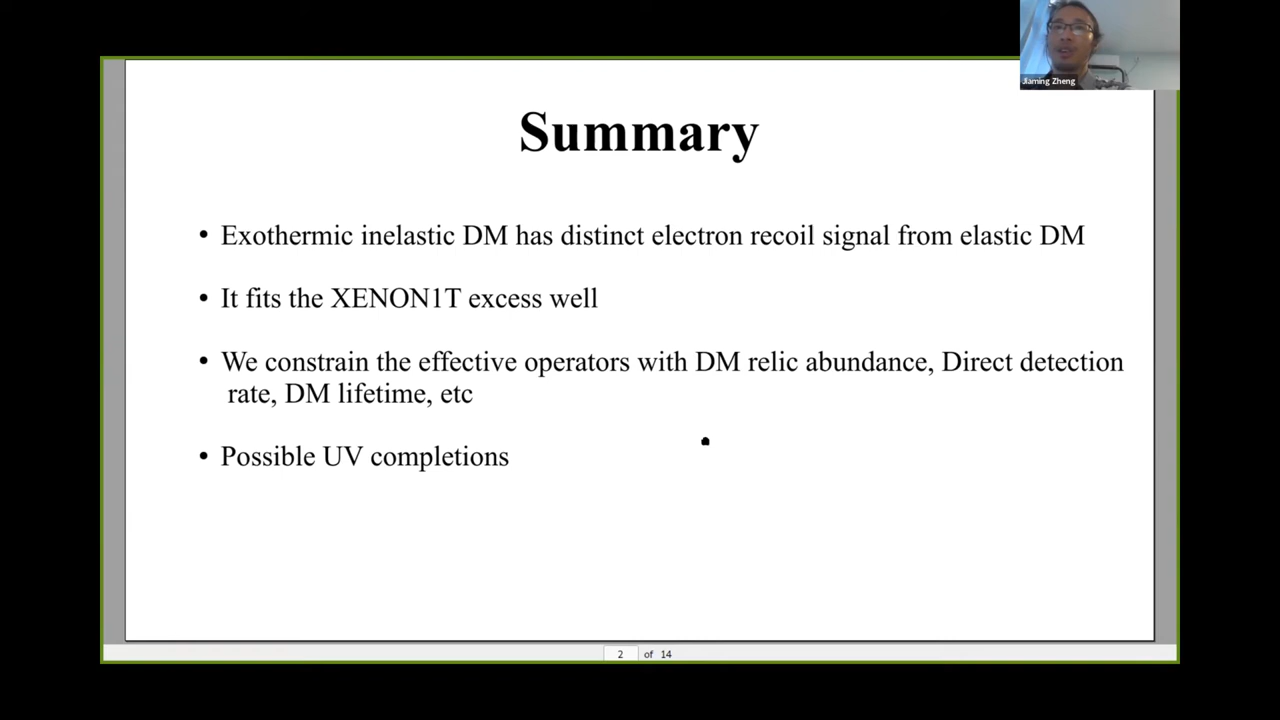 Jiaming Zheng
Summary
• Exothermic inelastic DM has distinct electron recoil signal from elastic DM
• It fits the XENON1T excess well
• We constrain the effective operators with DM relic abundance, Direct detection
rate, DM lifetime, etc
• Possible UV completions
2 of 14